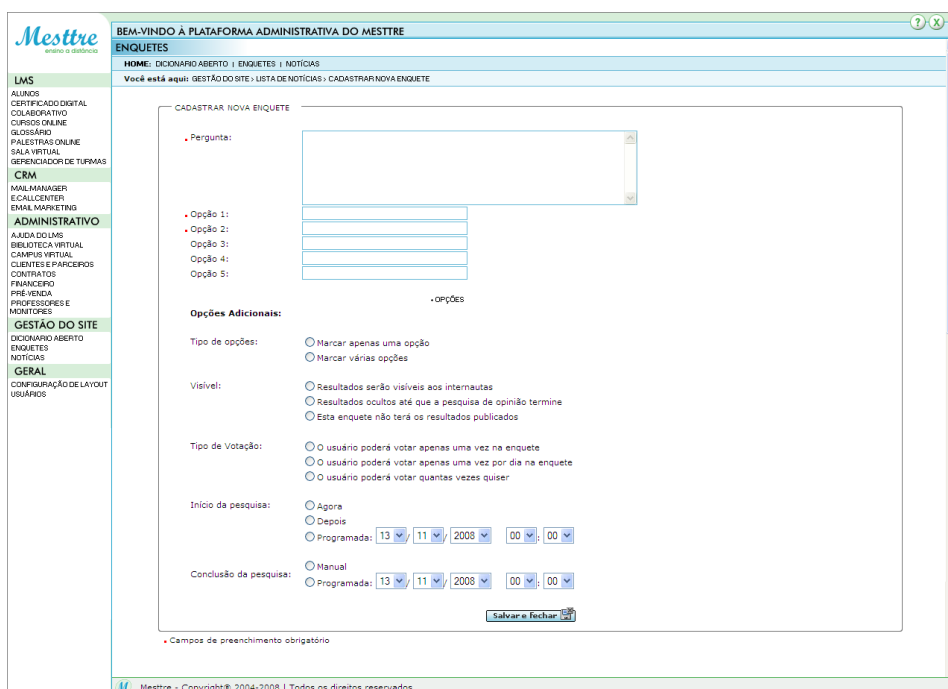 Mesttre
ensino a distância
? X
BEM-VINDO À PLATAFORMA ADMINISTRATIVA DO MESTTRE
ENQUETES
HOME: DICIONARIO ABERTO | ENQUETES | NOTÍCIAS
Você está aqui: GESTÃO DO SITE > LISTA DE NOTÍCIAS > CADASTRAR NOVA ENQUETE
LMS
ALUNOS
CERTIFICADO DIGITAL
COLABORATIVO
CURSOS ONLINE
GLOSSÁRIO
PALESTRAS ONLINE
SALA VIRTUAL
GERENCIADOR DE TURMAS
CRM
MAIL-MANAGER
E.CALLCENTER
EMAIL MARKETING
ADMINISTRATIVO
AJUDA DO LMS
BIBLIOTECA VIRTUAL
CAMPUS VIRTUAL
CLIENTES E PARCEIROS
CONTRATOS
FINANCEIRO
PRÉ-VENDA
PROFESSORES E
MONITORES
GESTÃO DO SITE
DICIONARIO ABERTO
ENQUETES
NOTÍCIAS
GERAL
CONFIGURAÇÃO DE LAYOUT
USUÁRIOS
CADASTRAR NOVA ENQUETE
Pergunta:
Opção 1:
Opção 2:
Opção 3:
Opção 4:
Opção 5:
+OPÇÕES
Opções Adicionais:
Tipo de opções:
Marcar apenas uma opção
Marcar várias opções
Visível:
Resultados serão visíveis aos internautas
Resultados ocultos até que a pesquisa de opinião termine
Esta enquete não terá os resultados publicados
Tipo de Votação:
O usuário poderá votar apenas uma vez na enquete
O usuário poderá votar apenas uma vez por dia na enquete
O usuário poderá votar quantas vezes quiser
Início da pesquisa:
Agora
Depois
Programada: 13 / 11 / 2008 00 : 00
Conclusão da pesquisa:
Manual
Programada: 13 / 11 / 2008 00 : 00
Salvar e fechar
Campos de preenchimento obrigatório
M Mesttre - Copyright® 2004-2008 | Todos os direitos reservados